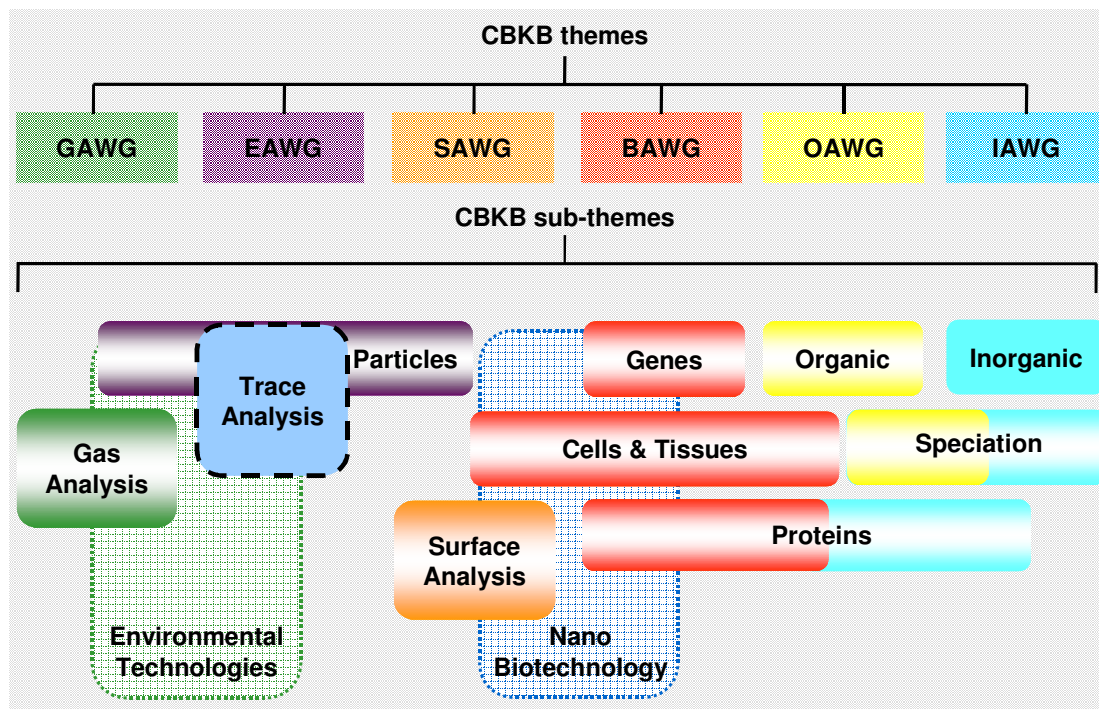 CBKB themes
GAWG
EAWG
SAWG
BAWG
OAWG
IAWG
CBKB sub-themes
Particles
Trace
Analysis
Genes
Organic
Inorganic
Gas
Analysis
Cells & Tissues
Speciation
Surface
Analysis
Proteins
Environmental
Technologies
Nano
Biotechnology